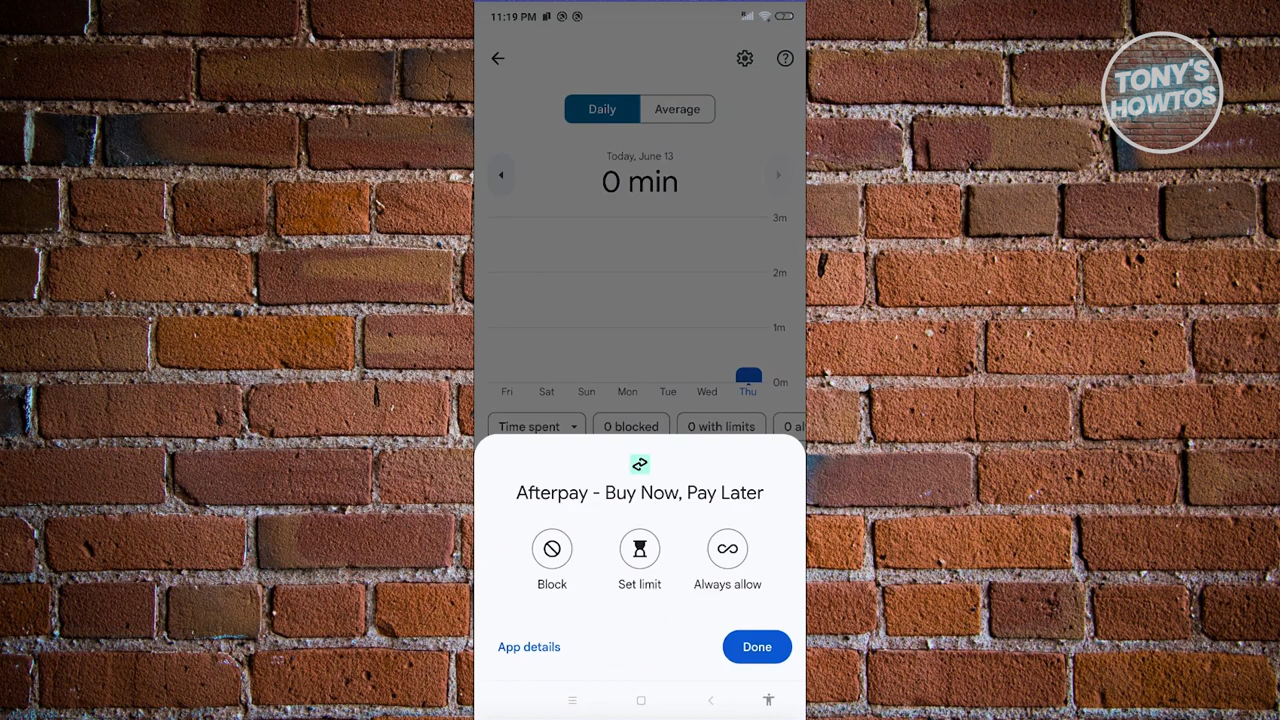 11:19 PM
TONY'S
HOWTOS
Daily Average
Today, June 13
0 min
3m
2m
1m
0m
Fri Sat Sun Mon Tue Wed Thu
Time spent 0 blocked 0 with limits 0 al
Afterpay - Buy Now, Pay Later
Block Set limit Always allow
App details Done